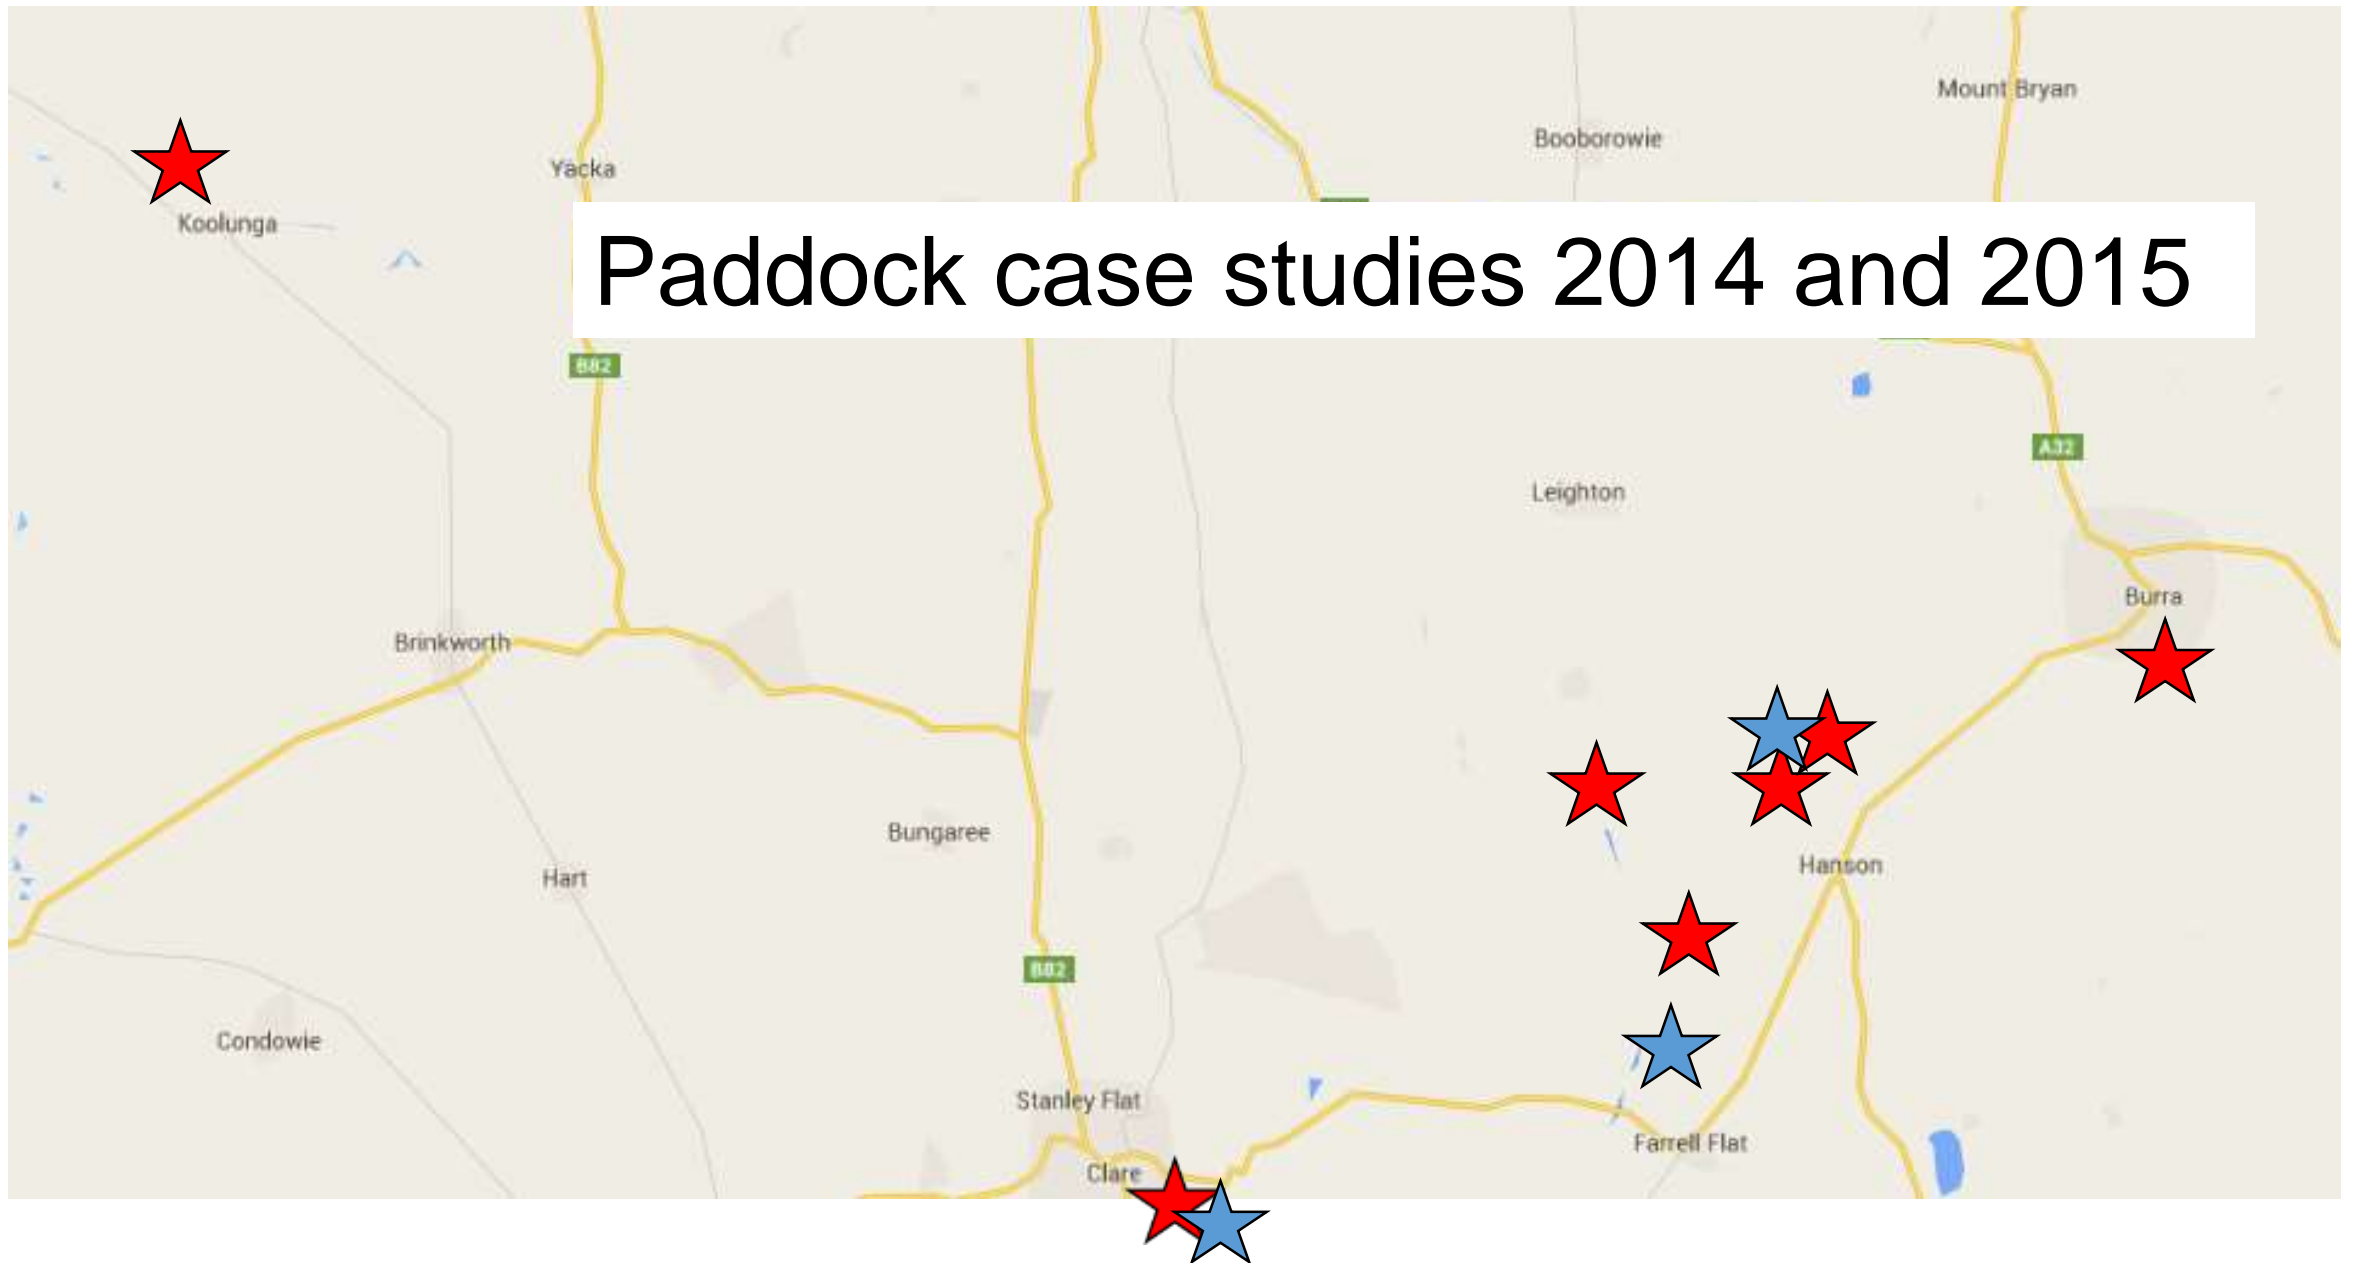 Mount Bryan
Booborowie
Yacka
Koolunga
Paddock case studies 2014 and 2015
B82
A32
Leighton
Burra
Brinkworth
Bungaree
Hanson
Hart
B82
Condowie
Stanley Flat
Farrell Flat
Clare